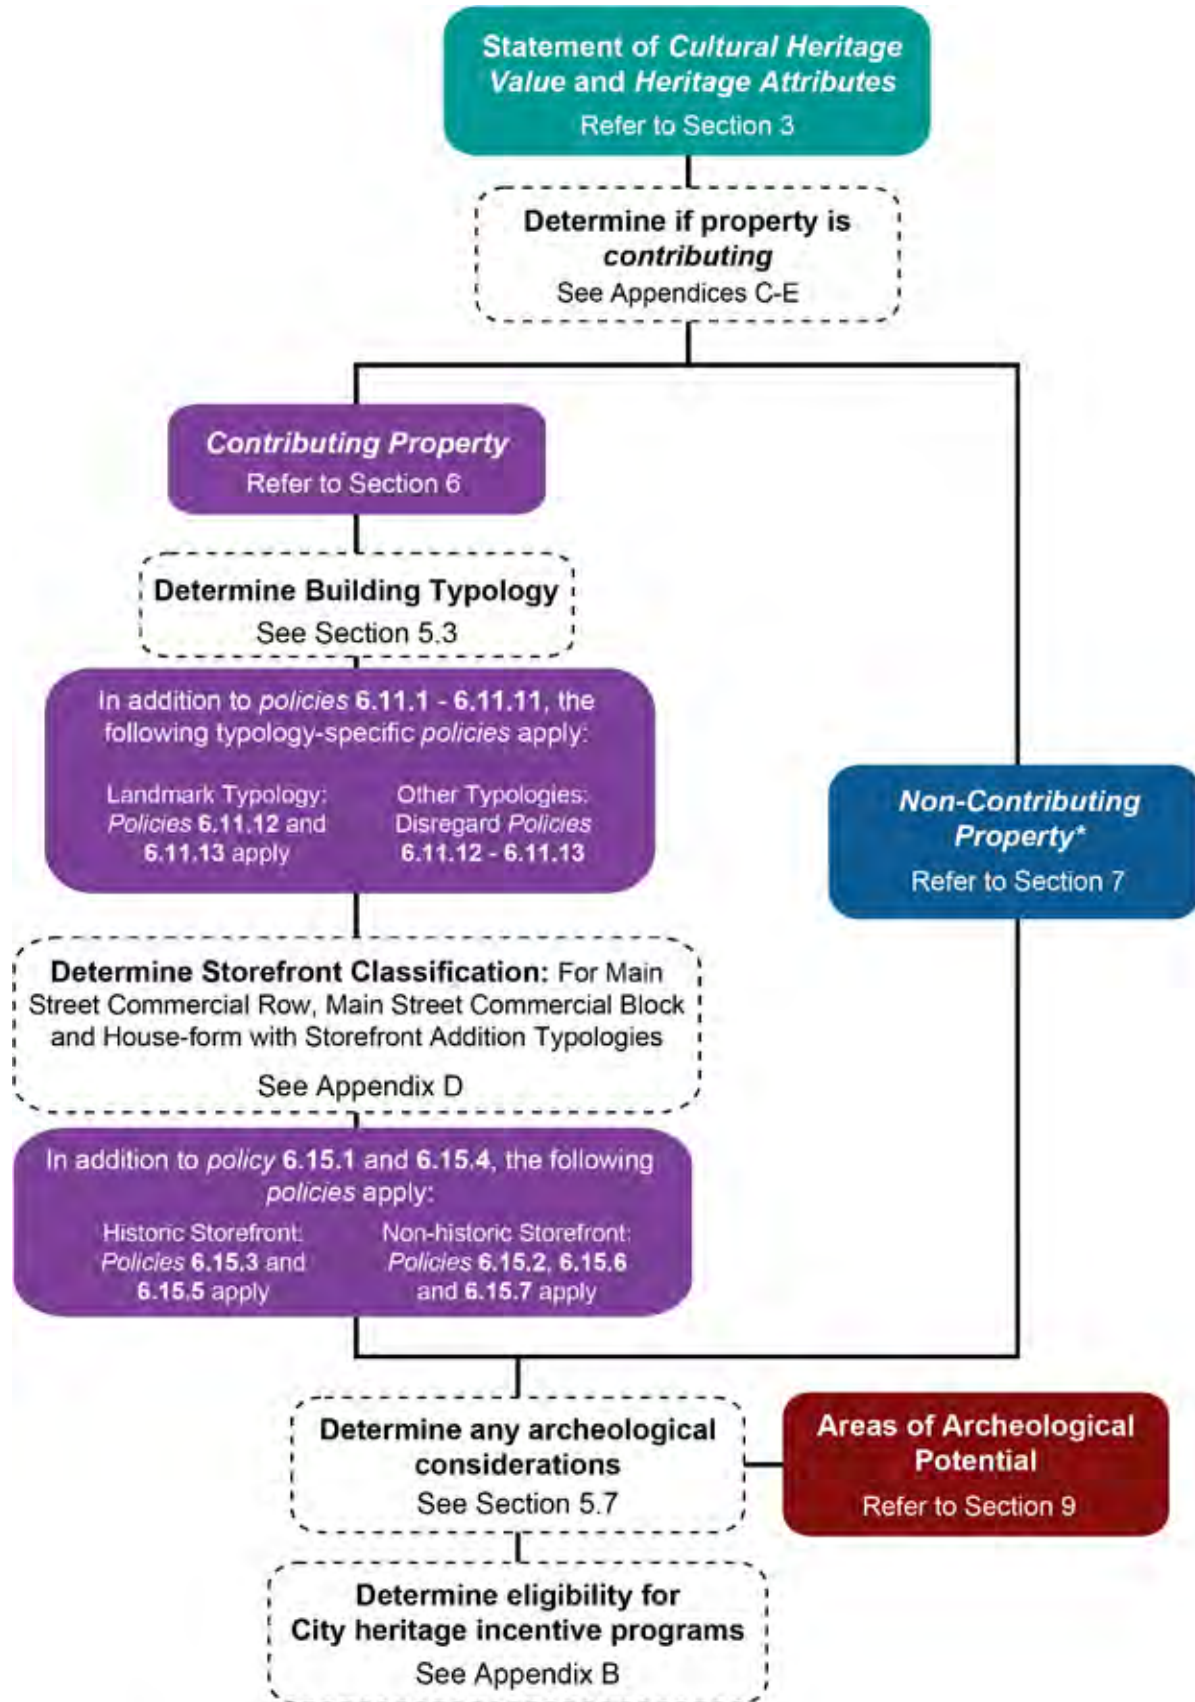 Statement of Cultural Heritage
Value and Heritage Attributes
Refer to Section 3
Determine if property is
contributing
See Appendices C-E
Contributing Property
Refer to Section 6
Determine Building Typology
See Section 5.3
In addition to policies 6.11.1 - 6.11.11, the
following typology-specific policies apply:
Landmark Typology:
Policies 6.11.12 and
6.11.13 apply
Other Typologies:
Disregard Policies
6.11.12 - 6.11.13
Non-Contributing
Property*
Refer to Section 7
Determine Storefront Classification: For Main
Street Commercial Row, Main Street Commercial Block
and House-form with Storefront Addition Typologies
See Appendix D
In addition to policy 6.15.1 and 6.15.4, the following
policies apply:
Historic Storefront:
Policies 6.15.3 and
6.15.5 apply
Non-historic Storefront:
Policies 6.15.2, 6.15.6
and 6.15.7 apply
Determine any archeological
considerations
See Section 5.7
Areas of Archeological
Potential
Refer to Section 9
Determine eligibility for
City heritage incentive programs
See Appendix B